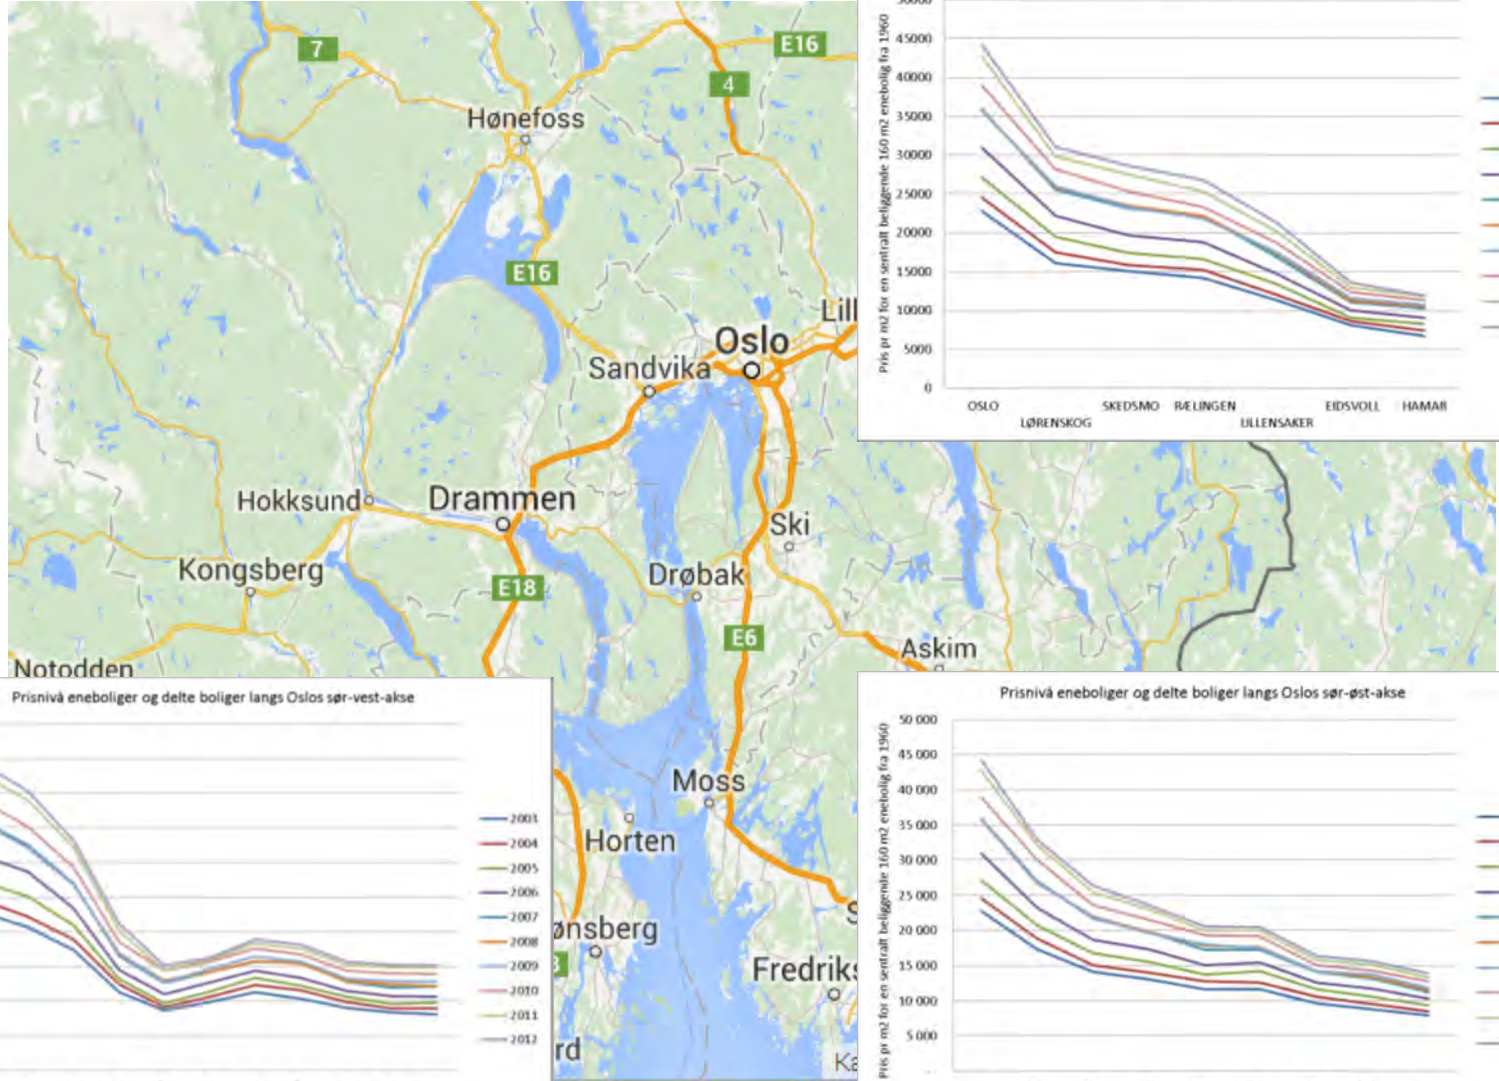 7
E16
4
Hønefoss
E16
Oslo
Lill
Sandvika
Hokksund
Drammen
Ski
Kongsberg
Drøbak
E18
E6
Askim
Notodden
Moss
Horten
ønsberg
Fredriks
rd
Ka
Pris pr m2 for en sentralt beliggende 160 m2 enebolig fra 1960
50000
45000
40000
35000
30000
25000
20000
15000
10000
5000
0
OSLO
LØRENSKOG
SKEDSMO
RÆLINGEN
ULLENSAKER
EIDSVOLL
HAMAR
Prisnivå eneboliger og delte boliger langs Oslos sør-vest-akse
2003
2004
2005
2006
2007
2008
2009
2010
2011
2012
Prisnivå eneboliger og delte boliger langs Oslos sør-øst-akse
Pris pr m2 for en sentralt beliggende 160 m2 enebolig fra 1960
50 000
45 000
40 000
35 000
30 000
25 000
20 000
15 000
10 000
5 000